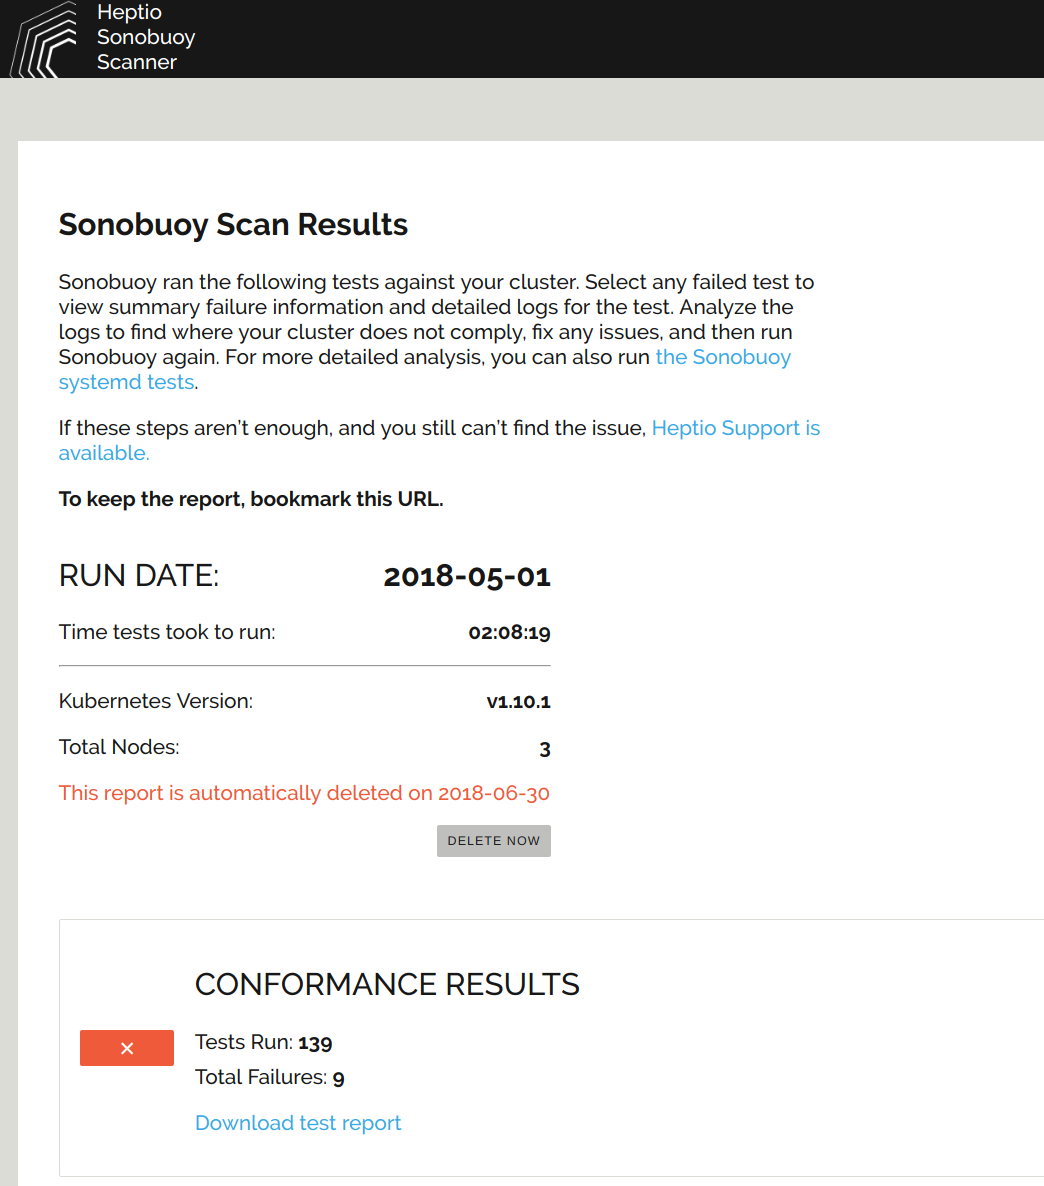 Heptio
Sonobuoy
Scanner
Sonobuoy Scan Results
Sonobuoy ran the following tests against your cluster. Select any failed test to
view summary failure information and detailed logs for the test. Analyze the
logs to find where your cluster does not comply, fix any issues, and then run
Sonobuoy again. For more detailed analysis, you can also run the Sonobuoy
systemd tests.
If these steps aren't enough, and you still can't find the issue, Heptio Support is
available.
To keep the report, bookmark this URL.
RUN DATE: 2018-05-01
Time tests took to run: 02:08:19
Kubernetes Version: v1.10.1
Total Nodes: 3
This report is automatically deleted on 2018-06-30
DELETE NOW
CONFORMANCE RESULTS
Tests Run: 139
Total Failures: 9
Download test report